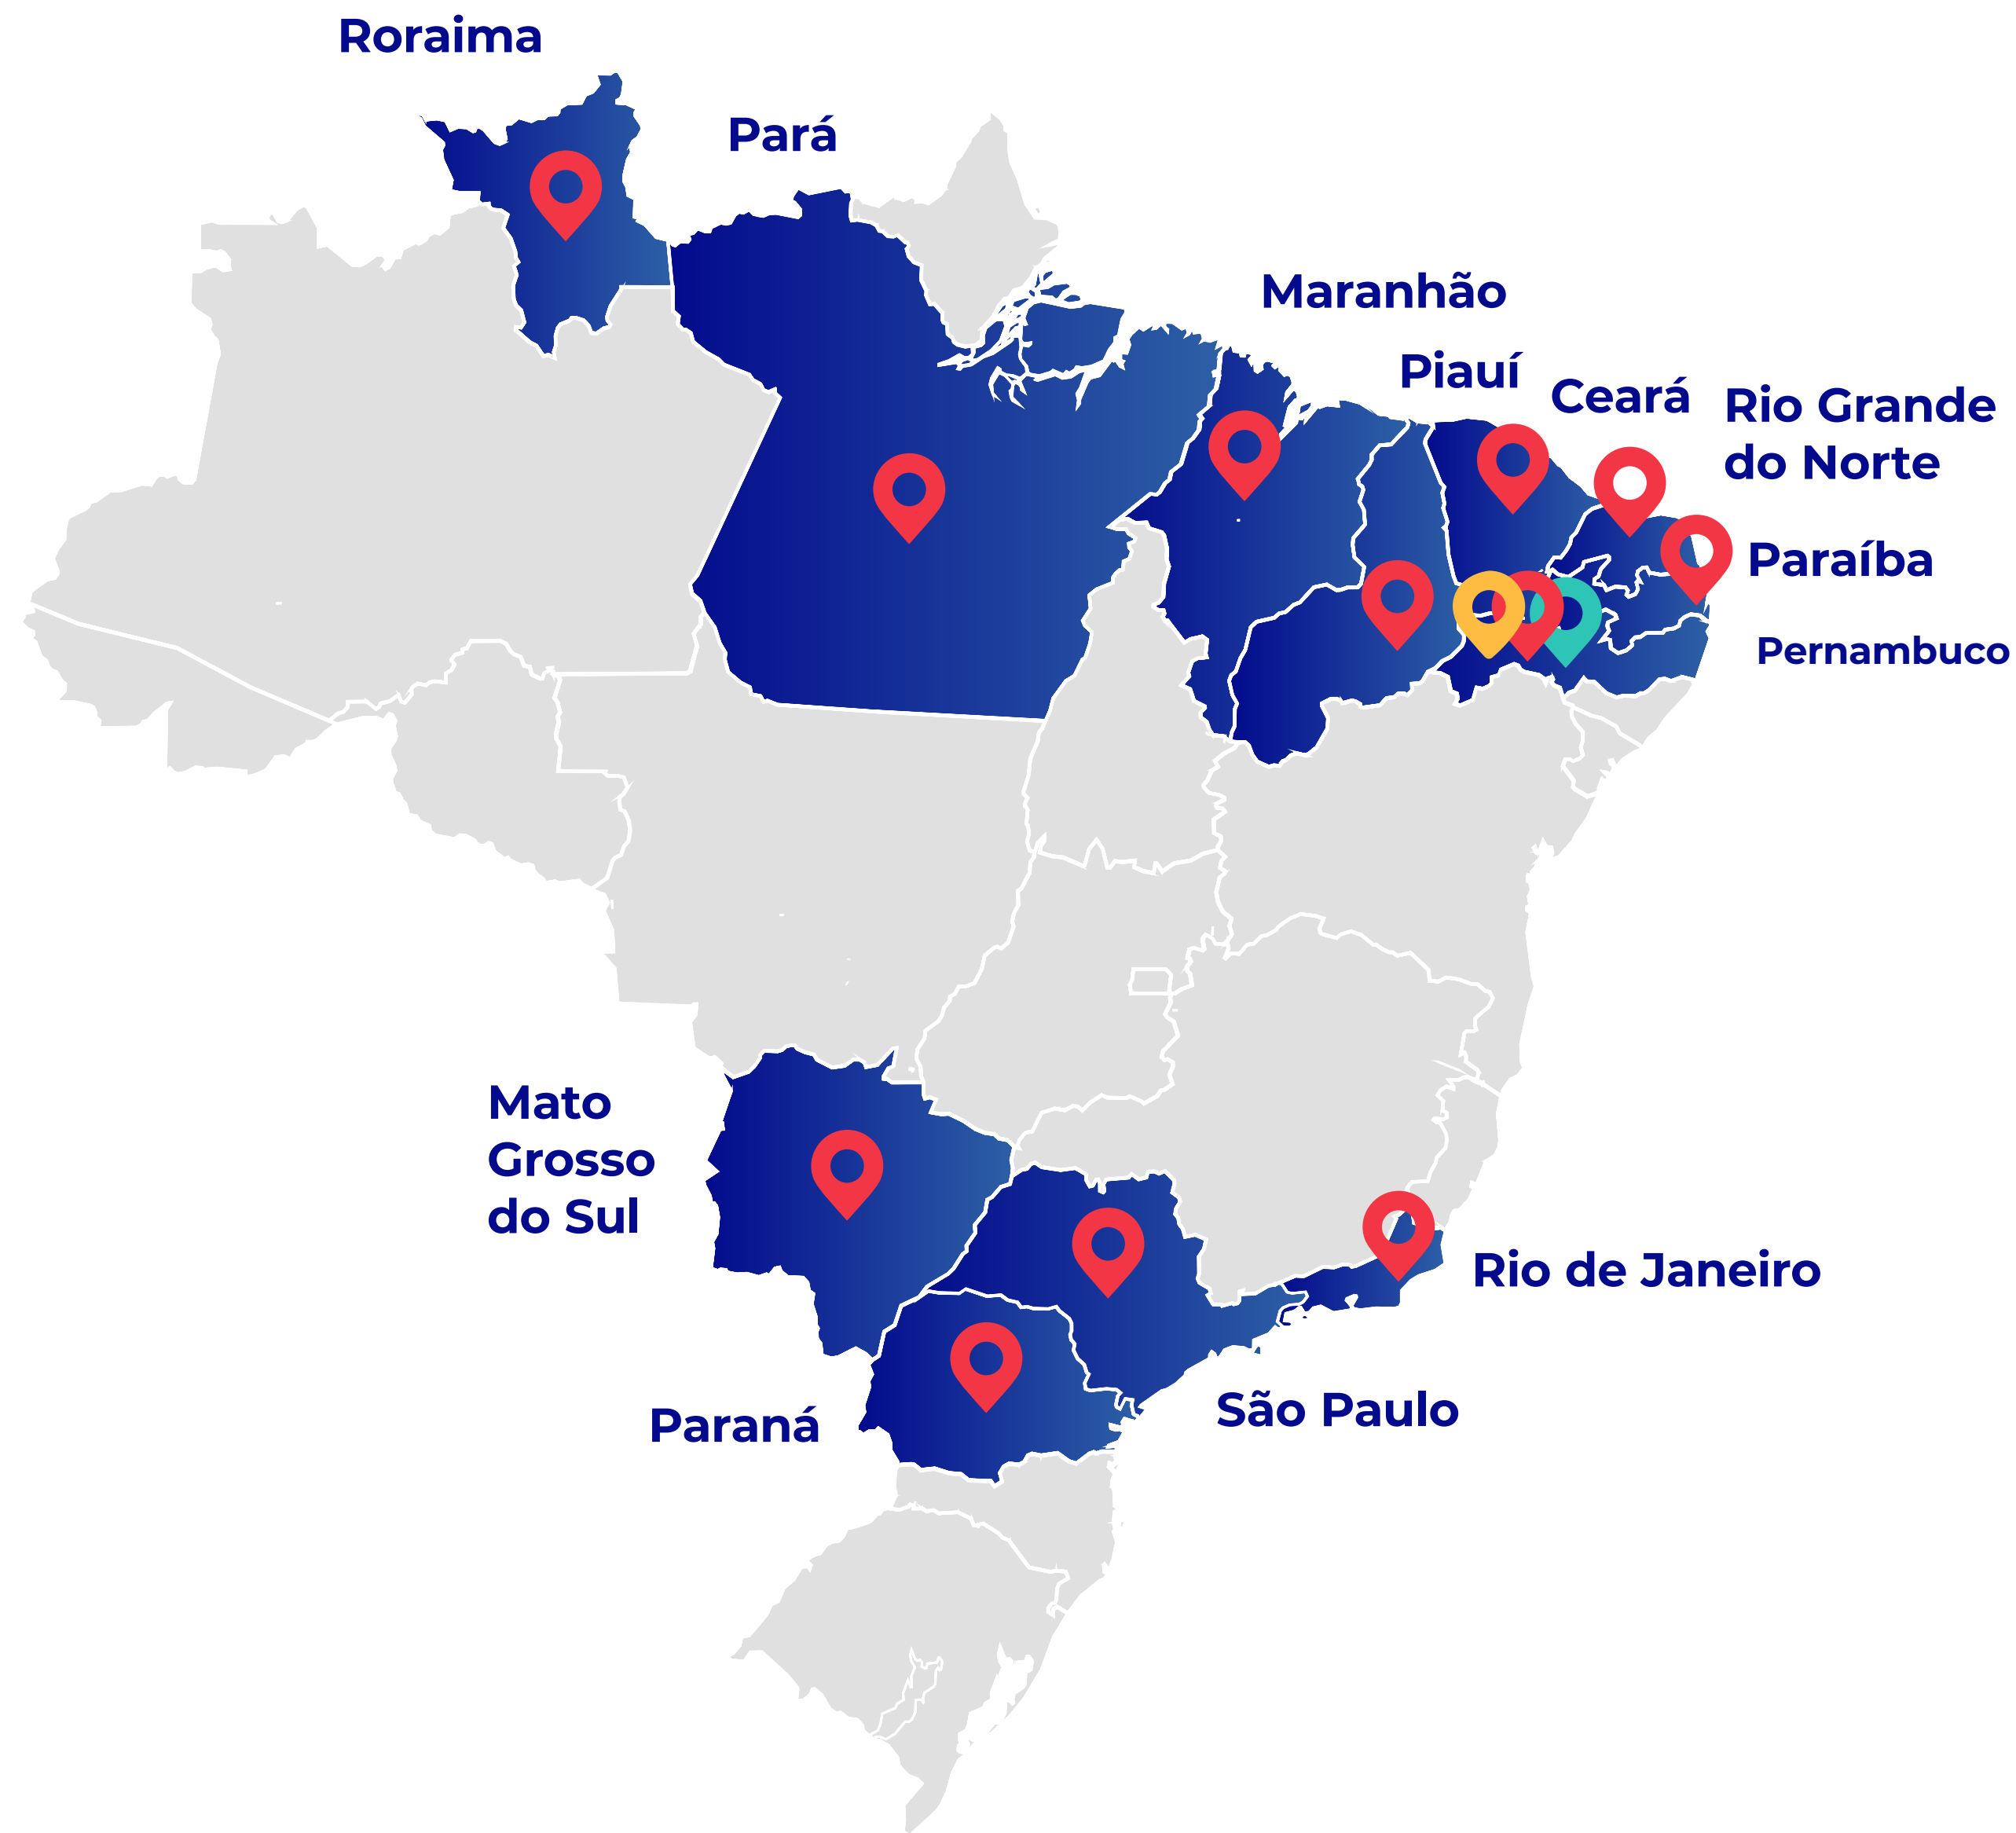 Roraima
Pará
Maranhão
Piauí
Ceará
Rio Grande
do Norte
Paraíba
Pernambuco
Mato
Grosso
do Sul
Rio de Janeiro
São Paulo
Paraná